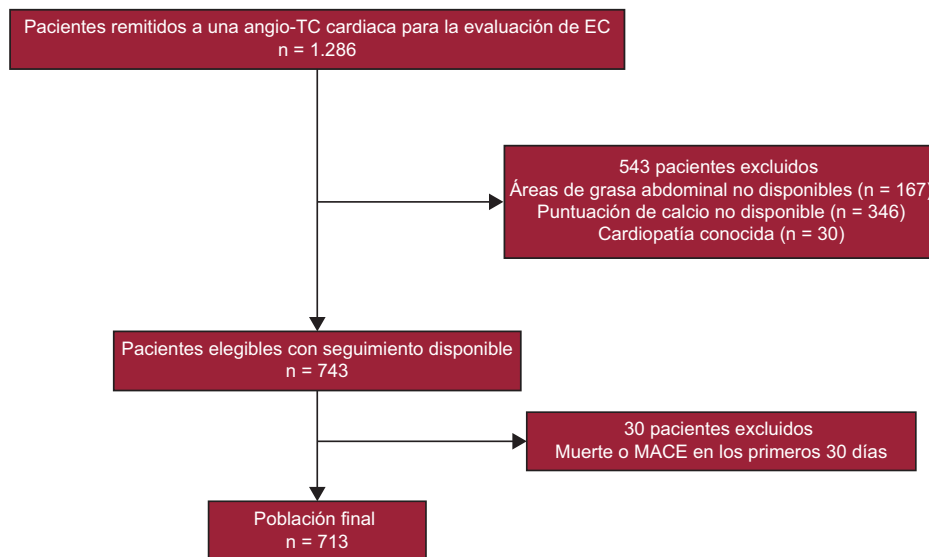 Pacientes remitidos a una angio-TC cardiaca para la evaluación de EC
n = 1.286
543 pacientes excluidos
Áreas de grasa abdominal no disponibles (n = 167)
Puntuación de calcio no disponible (n = 346)
Cardiopatía conocida (n = 30)
Pacientes elegibles con seguimiento disponible
n = 743
30 pacientes excluidos
Muerte o MACE en los primeros 30 días
Población final
n = 713